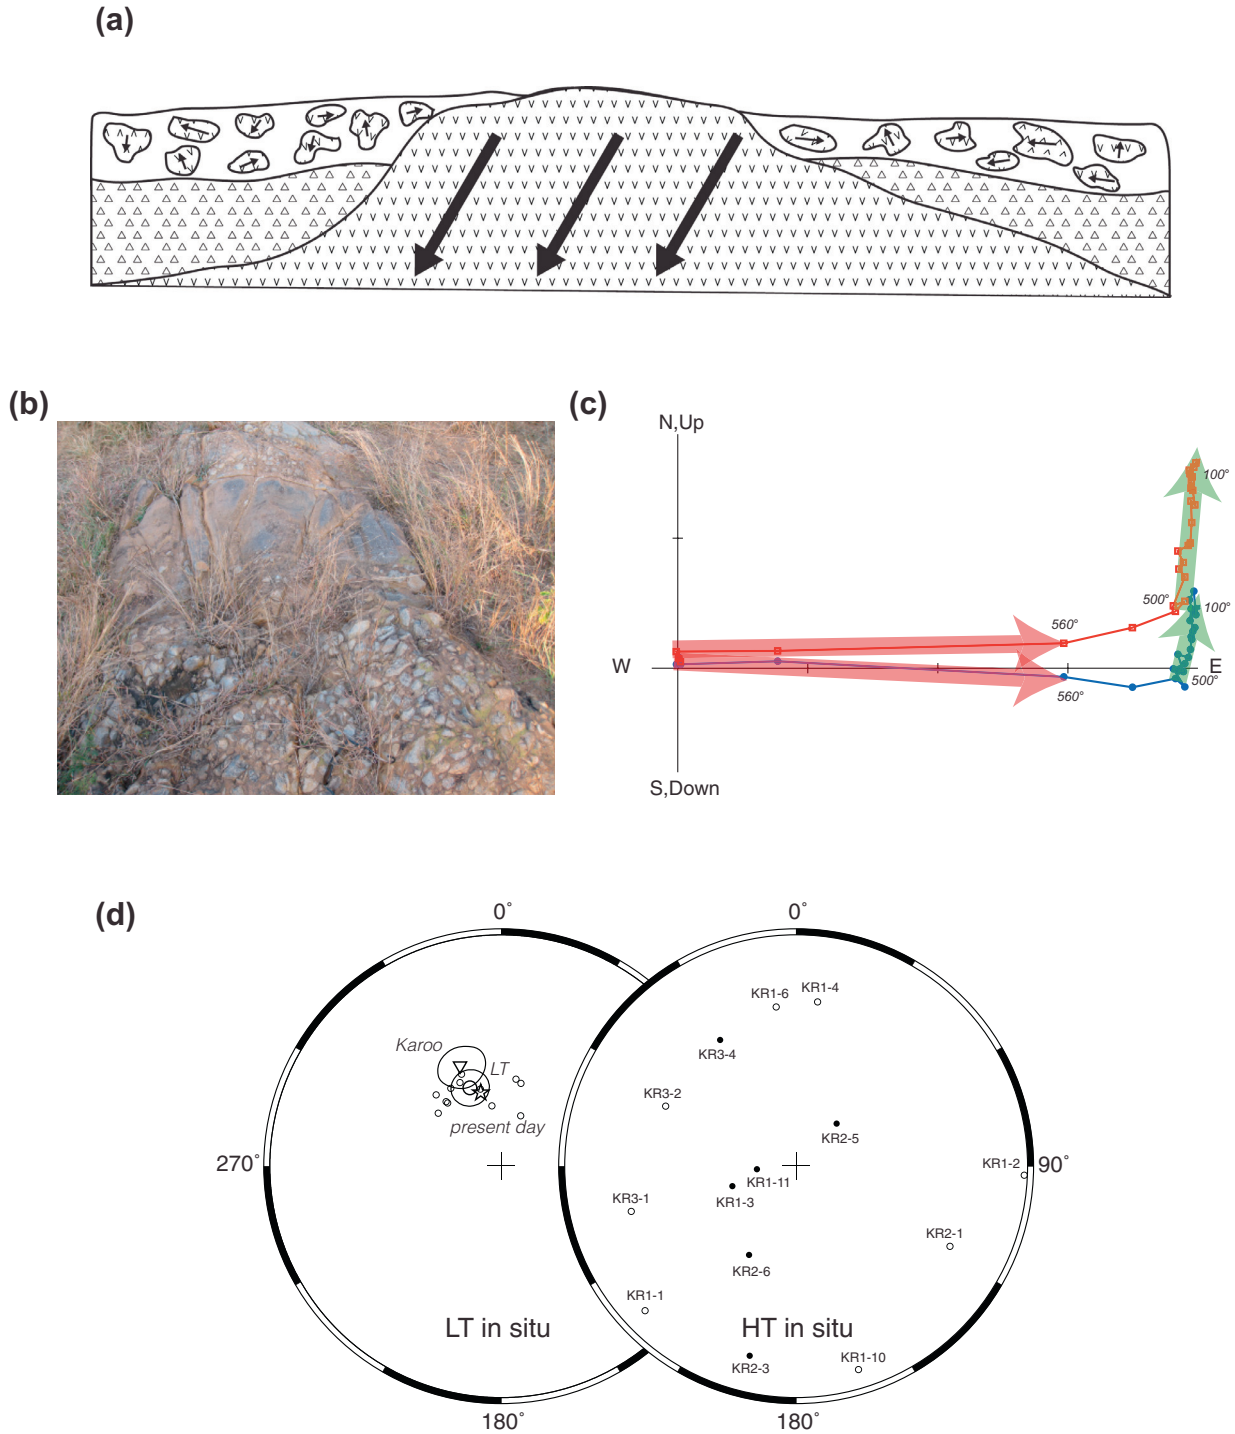 (a)
(b)
(c)
N,Up
100°
500°
100°
560°
W
E
560°
500°
S,Down
(d)
0°
0°
KR1-6
KR1-4
Karoo
KR3-4
LT
KR3-2
present day
KR2-5
270°
KR1-2
90°
KR1-11
KR3-1
KR1-3
KR2-1
KR2-6
KR1-1
LT in situ
HT in situ
KR2-3
KR1-10
180°
180°